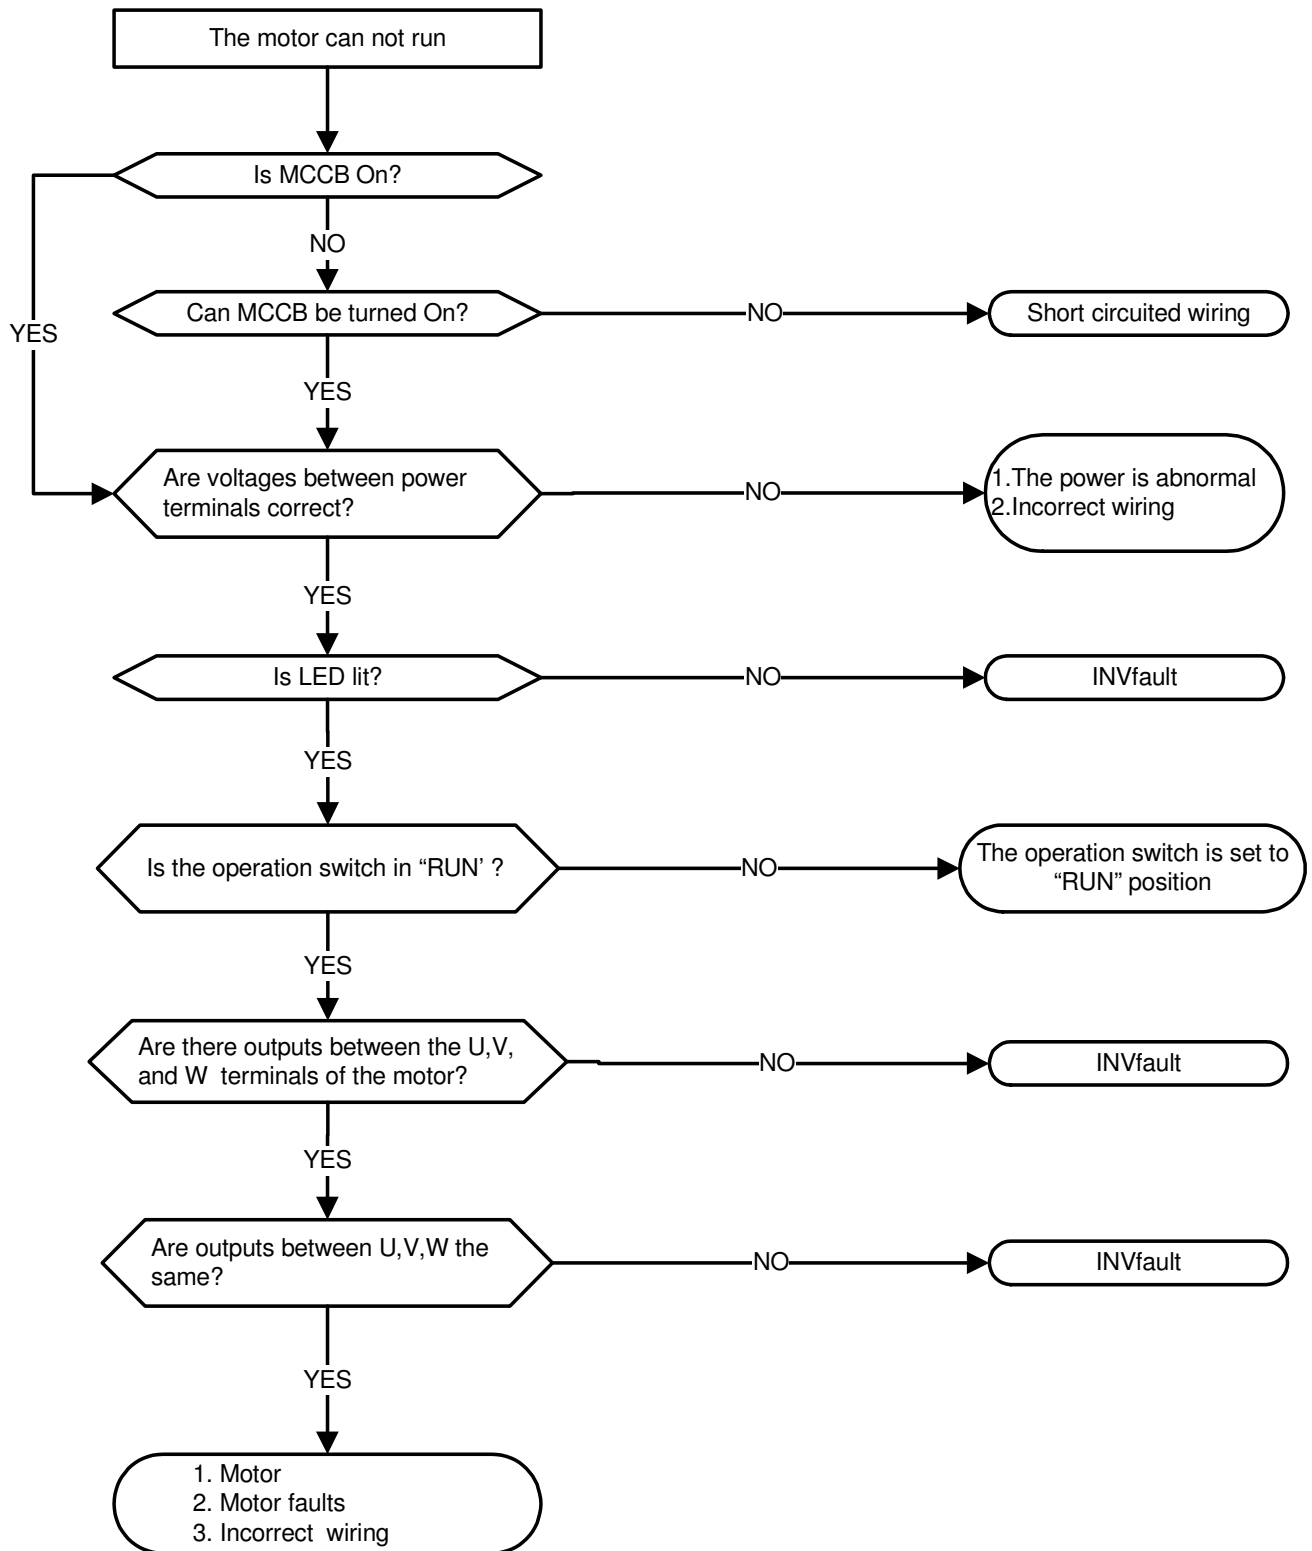 The motor can not run
Is MCCB On?
NO
Can MCCB be turned On?
NO
Short circuited wiring
YES
YES
Are voltages between power
terminals correct?
NO
1.The power is abnormal
2.Incorrect wiring
YES
Is LED lit?
NO
INVfault
YES
Is the operation switch in “RUN’ ?
NO
The operation switch is set to
“RUN” position
YES
Are there outputs between the U,V,
and W terminals of the motor?
NO
INVfault
YES
Are outputs between U,V,W the
same?
NO
INVfault
YES
1. Motor
2. Motor faults
3. Incorrect wiring